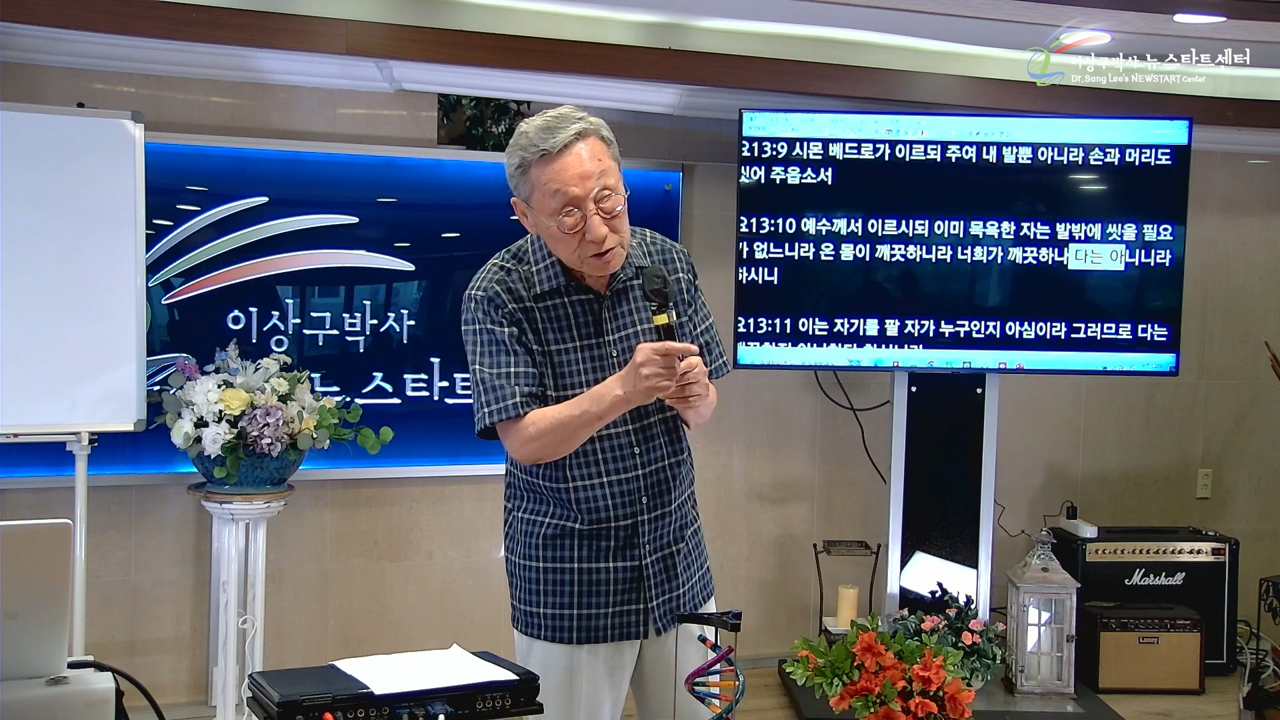 이상구박사 뉴스타트센터
Dr. Sang Lee's NEWSTART Center
13:9 시몬 베드로가 이르되 주여 내 발뿐 아니라 손과 머리도
씻어 주옵소서
13:10 예수께서 이르시되 이미 목욕한 자는 발밖에 씻을 필요
가 없느니라 온 몸이 깨끗하니라 너희가 깨끗하나 다는 아니니라
하시니
13:11 이는 자기를 팔 자가 누구인지 아심이라 그러므로 다는
이상구박사
뉴스타트
Marshall
Laney